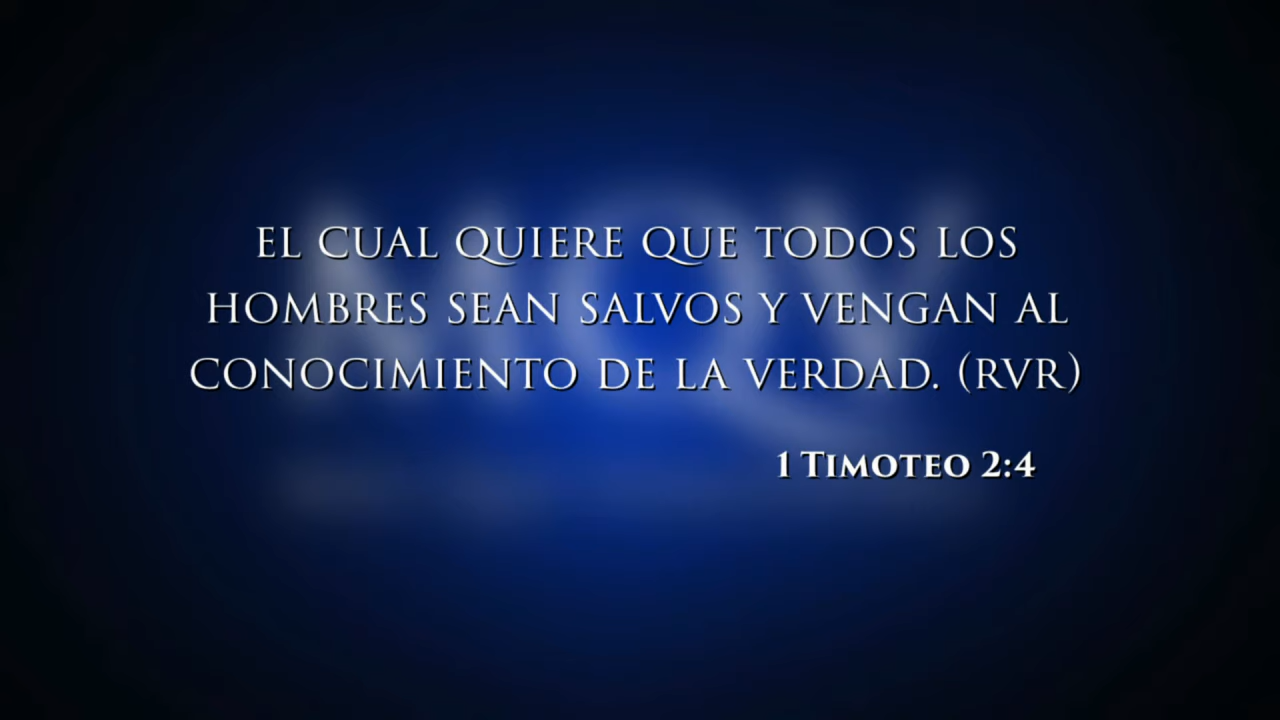 EL CUAL QUIERE QUE TODOS LOS
HOMBRES SEAN SALVOS Y VENGAN AL
CONOCIMIENTO DE LA VERDAD. (RVR)
1 TIMOTEO 2:4